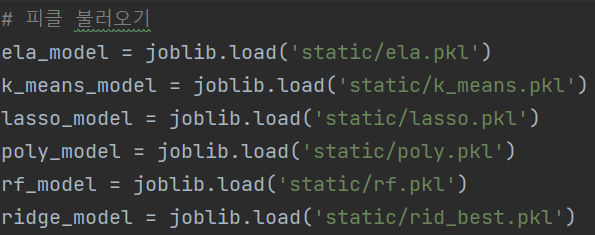 # 피클 불러오기
ela_model = joblib.load('static/ela.pkl')
k_means_model = joblib.load('static/k_means.pkl')
lasso_model = joblib.load('static/lasso.pkl')
poly_model = joblib.load('static/poly.pkl')
rf_model = joblib.load('static/rf.pkl')
ridge_model = joblib.load('static/rid_best.pkl')